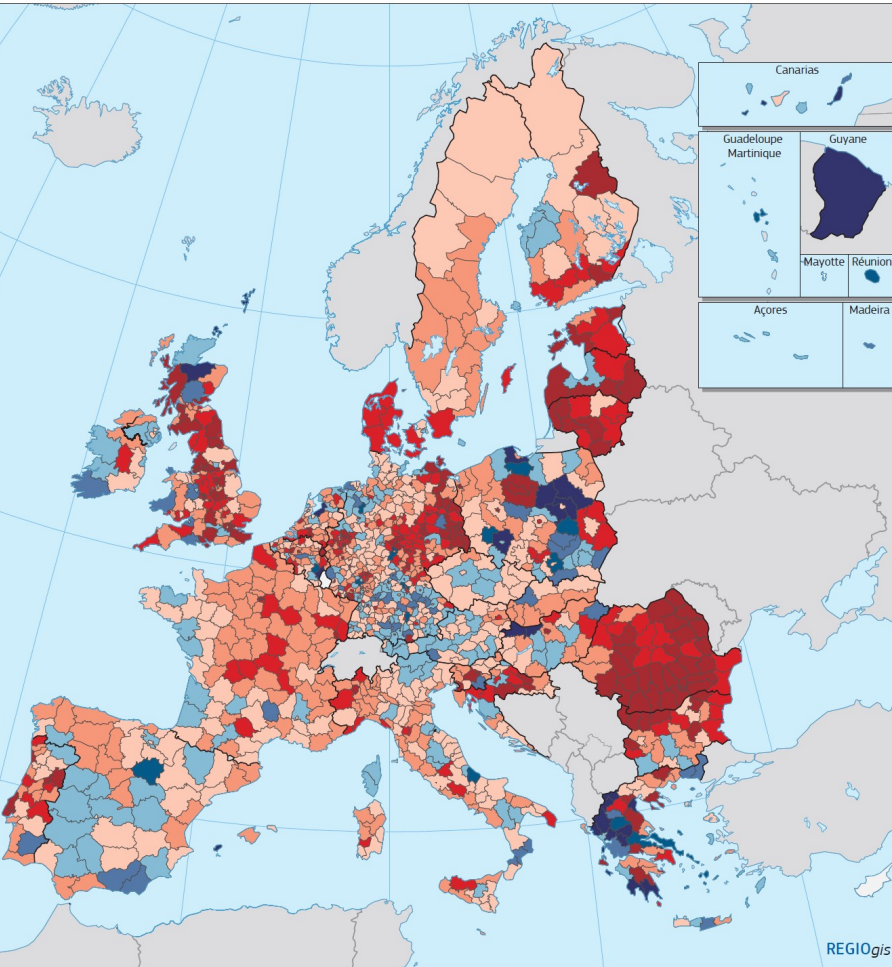 Canarias
Guadeloupe
Martinique
Guyane
Mayotte
Réunion
Açores
Madeira
REGIOgis